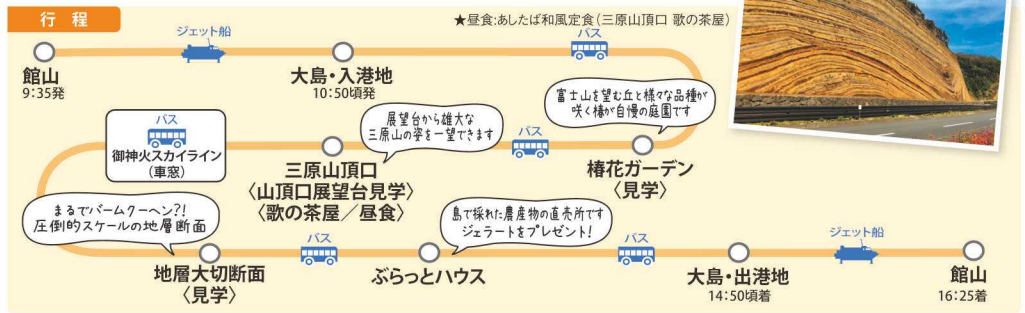 行程
★昼食:あしたば和風定食(三原山頂口 歌の茶屋)
ジェット船
バス
館山
9:35発
大島・入港地
10:50頃発
富士山を望む丘と様々な品種が
咲く椿が自慢の庭園です
椿花ガーデン
〈見学〉
バス
展望台から雄大な
三原山の姿を一望できます
三原山頂口
〈山頂口展望台見学〉
〈歌の茶屋／昼食〉
バス
御神火スカイライン
(車窓)
まるでバームクーヘン?!
圧倒的スケールの地層断面
地層大切断面
〈見学〉
バス
島で採れた農産物の直売所です
ジェラートをプレゼント!
ぶらっとハウス
バス
大島・出港地
14:50頃着
ジェット船
館山
16:25着